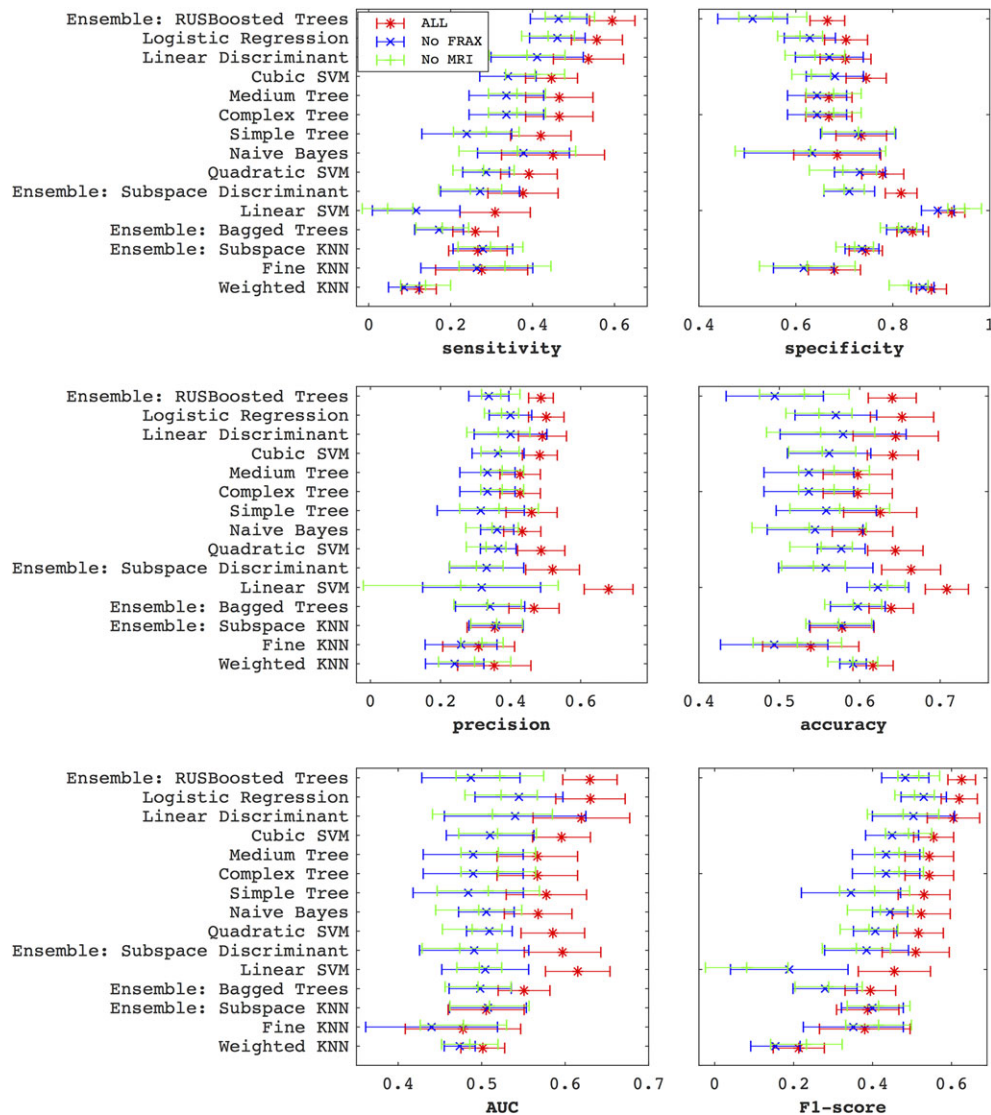 Ensemble: RUSBoosted Trees
Logistic Regression
Linear Discriminant
Cubic SVM
Medium Tree
Complex Tree
Simple Tree
Naive Bayes
Quadratic SVM
Ensemble: Subspace Discriminant
Linear SVM
Ensemble: Bagged Trees
Ensemble: Subspace KNN
Fine KNN
Weighted KNN
ALL
No FRAX
No MRI
0 0.2 0.4 0.6
sensitivity
0.4 0.6 0.8 1
specificity
Ensemble: RUSBoosted Trees
Logistic Regression
Linear Discriminant
Cubic SVM
Medium Tree
Complex Tree
Simple Tree
Naive Bayes
Quadratic SVM
Ensemble: Subspace Discriminant
Linear SVM
Ensemble: Bagged Trees
Ensemble: Subspace KNN
Fine KNN
Weighted KNN
0 0.2 0.4 0.6
precision
0.4 0.5 0.6 0.7
accuracy
Ensemble: RUSBoosted Trees
Logistic Regression
Linear Discriminant
Cubic SVM
Medium Tree
Complex Tree
Simple Tree
Naive Bayes
Quadratic SVM
Ensemble: Subspace Discriminant
Linear SVM
Ensemble: Bagged Trees
Ensemble: Subspace KNN
Fine KNN
Weighted KNN
0.4 0.5 0.6 0.7
AUC
0 0.2 0.4 0.6
F1-score